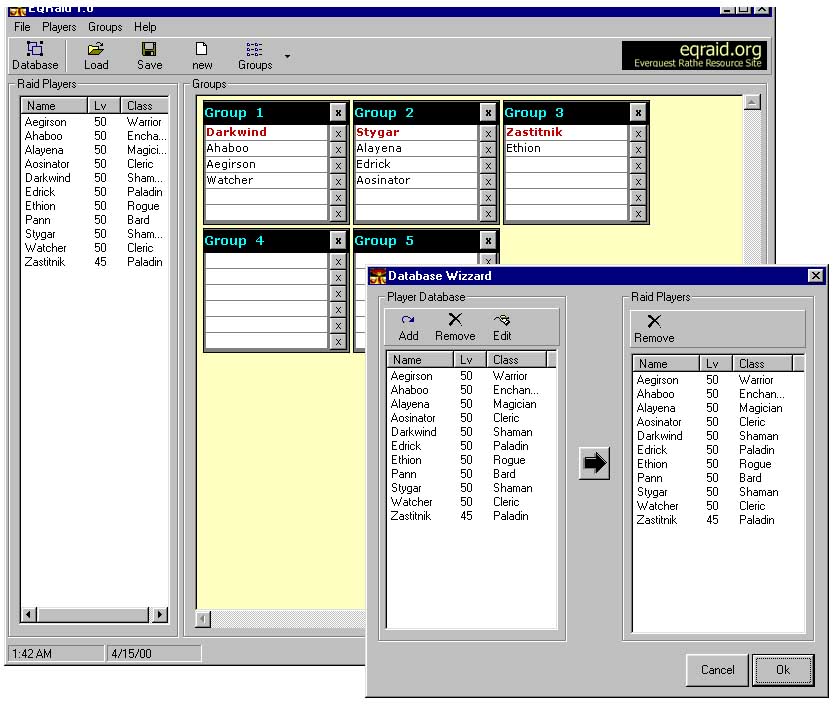 EQRaid 1.0
File Players Groups Help
Database Load Save new Groups
eqraid.org
Everquest Rathe Resource Site
Raid Players
Name Lv Class
Aegirson 50 Warrior
Ahaboo 50 Encha...
Alayena 50 Magici...
Aosinator 50 Cleric
Darkwind 50 Sham...
Edrick 50 Paladin
Ethion 50 Rogue
Pann 50 Bard
Stygar 50 Sham...
Watcher 50 Cleric
Zastitnik 45 Paladin
Groups
Group 1 x
Darkwind x
Ahaboo x
Aegirson x
Watcher x
x
x
Group 2 x
Stygar x
Alayena x
Edrick x
Aosinator x
x
x
Group 3 x
Zastitnik x
Ethion x
x
x
x
x
Group 4 x
x
x
x
x
x
x
Group 5 x
x
Database Wizzard
Player Database
Add Remove Edit
Name Lv Class
Aegirson 50 Warrior
Ahaboo 50 Enchan...
Alayena 50 Magician
Aosinator 50 Cleric
Darkwind 50 Shaman
Edrick 50 Paladin
Ethion 50 Rogue
Pann 50 Bard
Stygar 50 Shaman
Watcher 50 Cleric
Zastitnik 45 Paladin
Raid Players
Remove
Name Lv Class
Aegirson 50 Warrior
Ahaboo 50 Enchan...
Alayena 50 Magician
Aosinator 50 Cleric
Darkwind 50 Shaman
Edrick 50 Paladin
Ethion 50 Rogue
Pann 50 Bard
Stygar 50 Shaman
Watcher 50 Cleric
Zastitnik 45 Paladin
Cancel Ok
1:42 AM 4/15/00